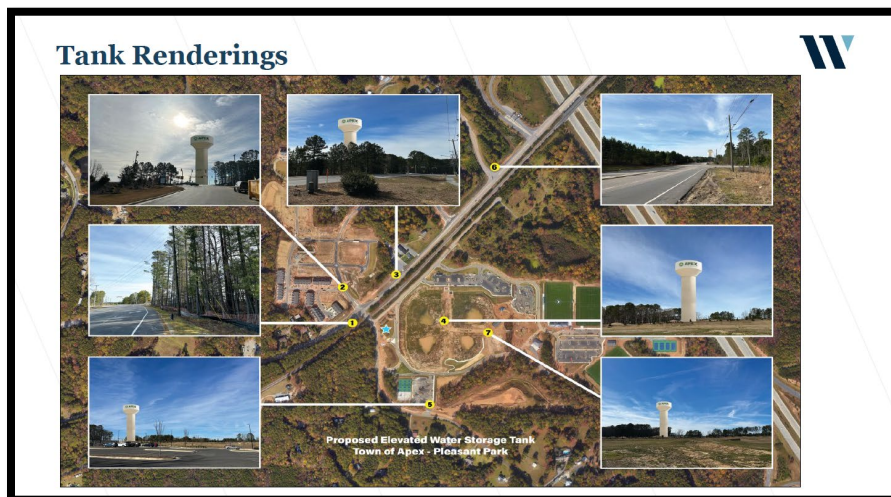 Tank Renderings
W
APEX
APEX
6
APEX
3
2
4
1
7
5
Proposed Elevated Water Storage Tank
Town of Apex - Pleasant Park